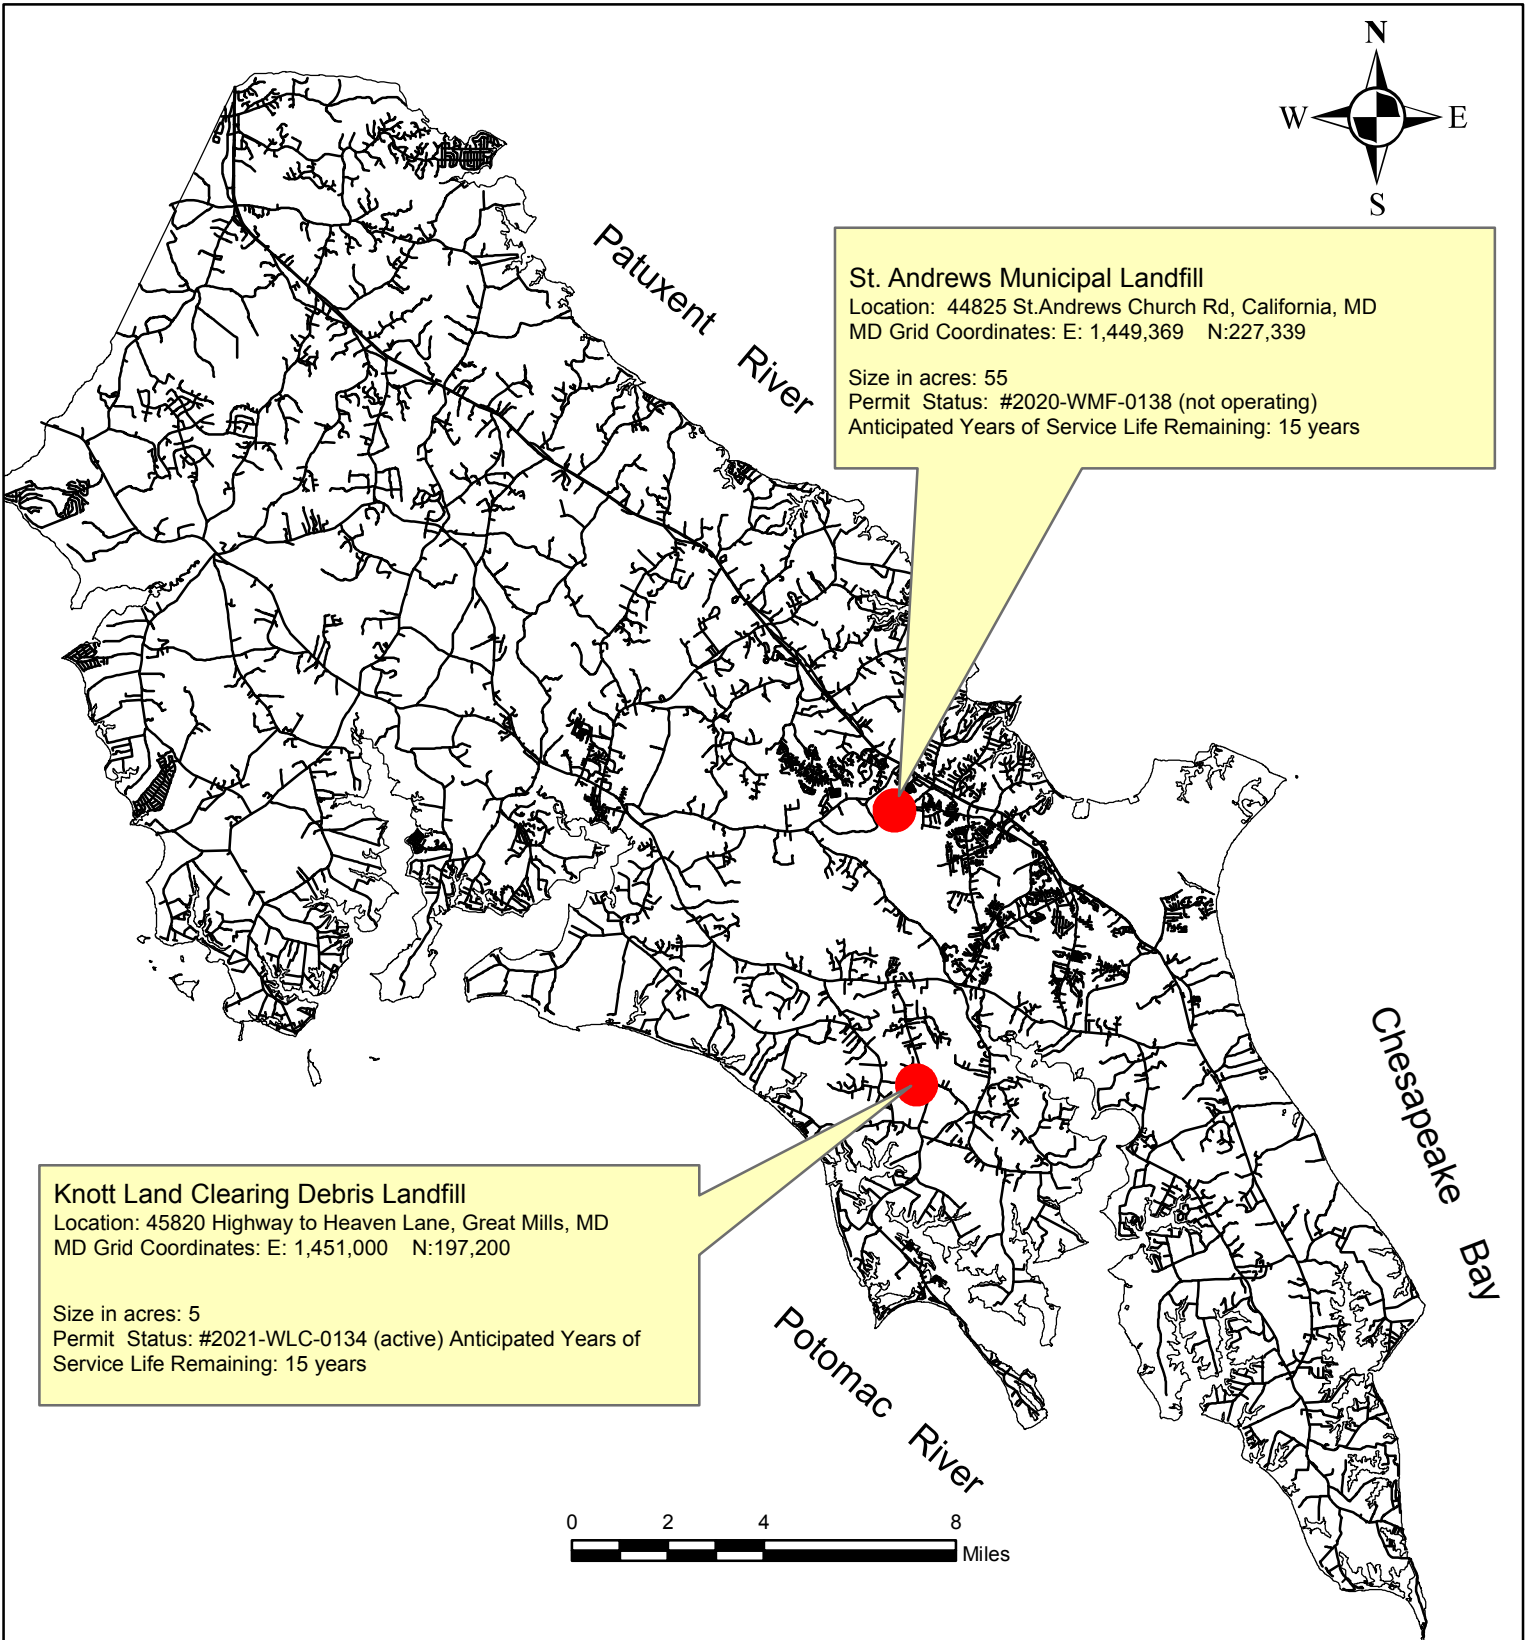 N
W E
S
Patuxent River
St. Andrews Municipal Landfill
Location: 44825 St.Andrews Church Rd, California, MD
MD Grid Coordinates: E: 1,449,369 N:227,339
Size in acres: 55
Permit Status: #2020-WMF-0138 (not operating)
Anticipated Years of Service Life Remaining: 15 years
Chesapeake Bay
Knott Land Clearing Debris Landfill
Location: 45820 Highway to Heaven Lane, Great Mills, MD
MD Grid Coordinates: E: 1,451,000 N:197,200
Size in acres: 5
Permit Status: #2021-WLC-0134 (active) Anticipated Years of
Service Life Remaining: 15 years
Potomac River
0 2 4 8
Miles